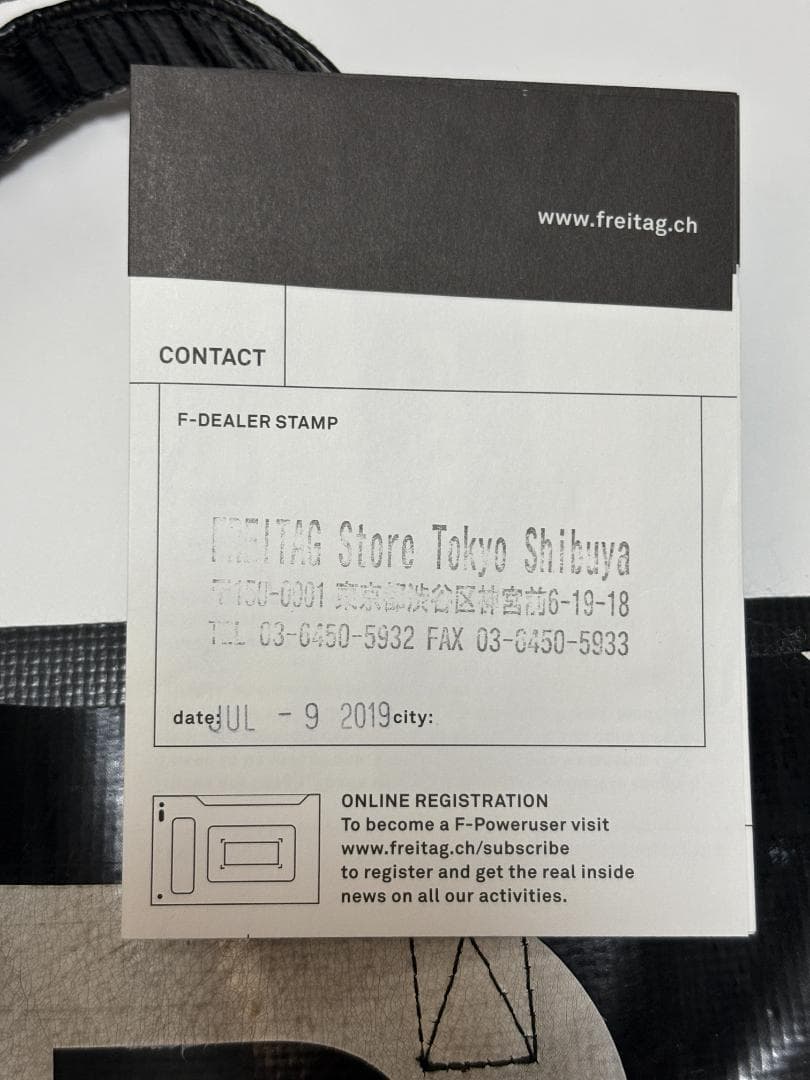 www.freitag.ch
CONTACT
F-DEALER STAMP
FREITAG Store Tokyo Shibuya
〒150-0001 東京都渋谷区神宮前6-19-18
TEL 03-6450-5932 FAX 03-6450-5933
date: JUL - 9 2019 city:
ONLINE REGISTRATION
To become a F-Poweruser visit
www.freitag.ch/subscribe
to register and get the real inside
news on all our activities.